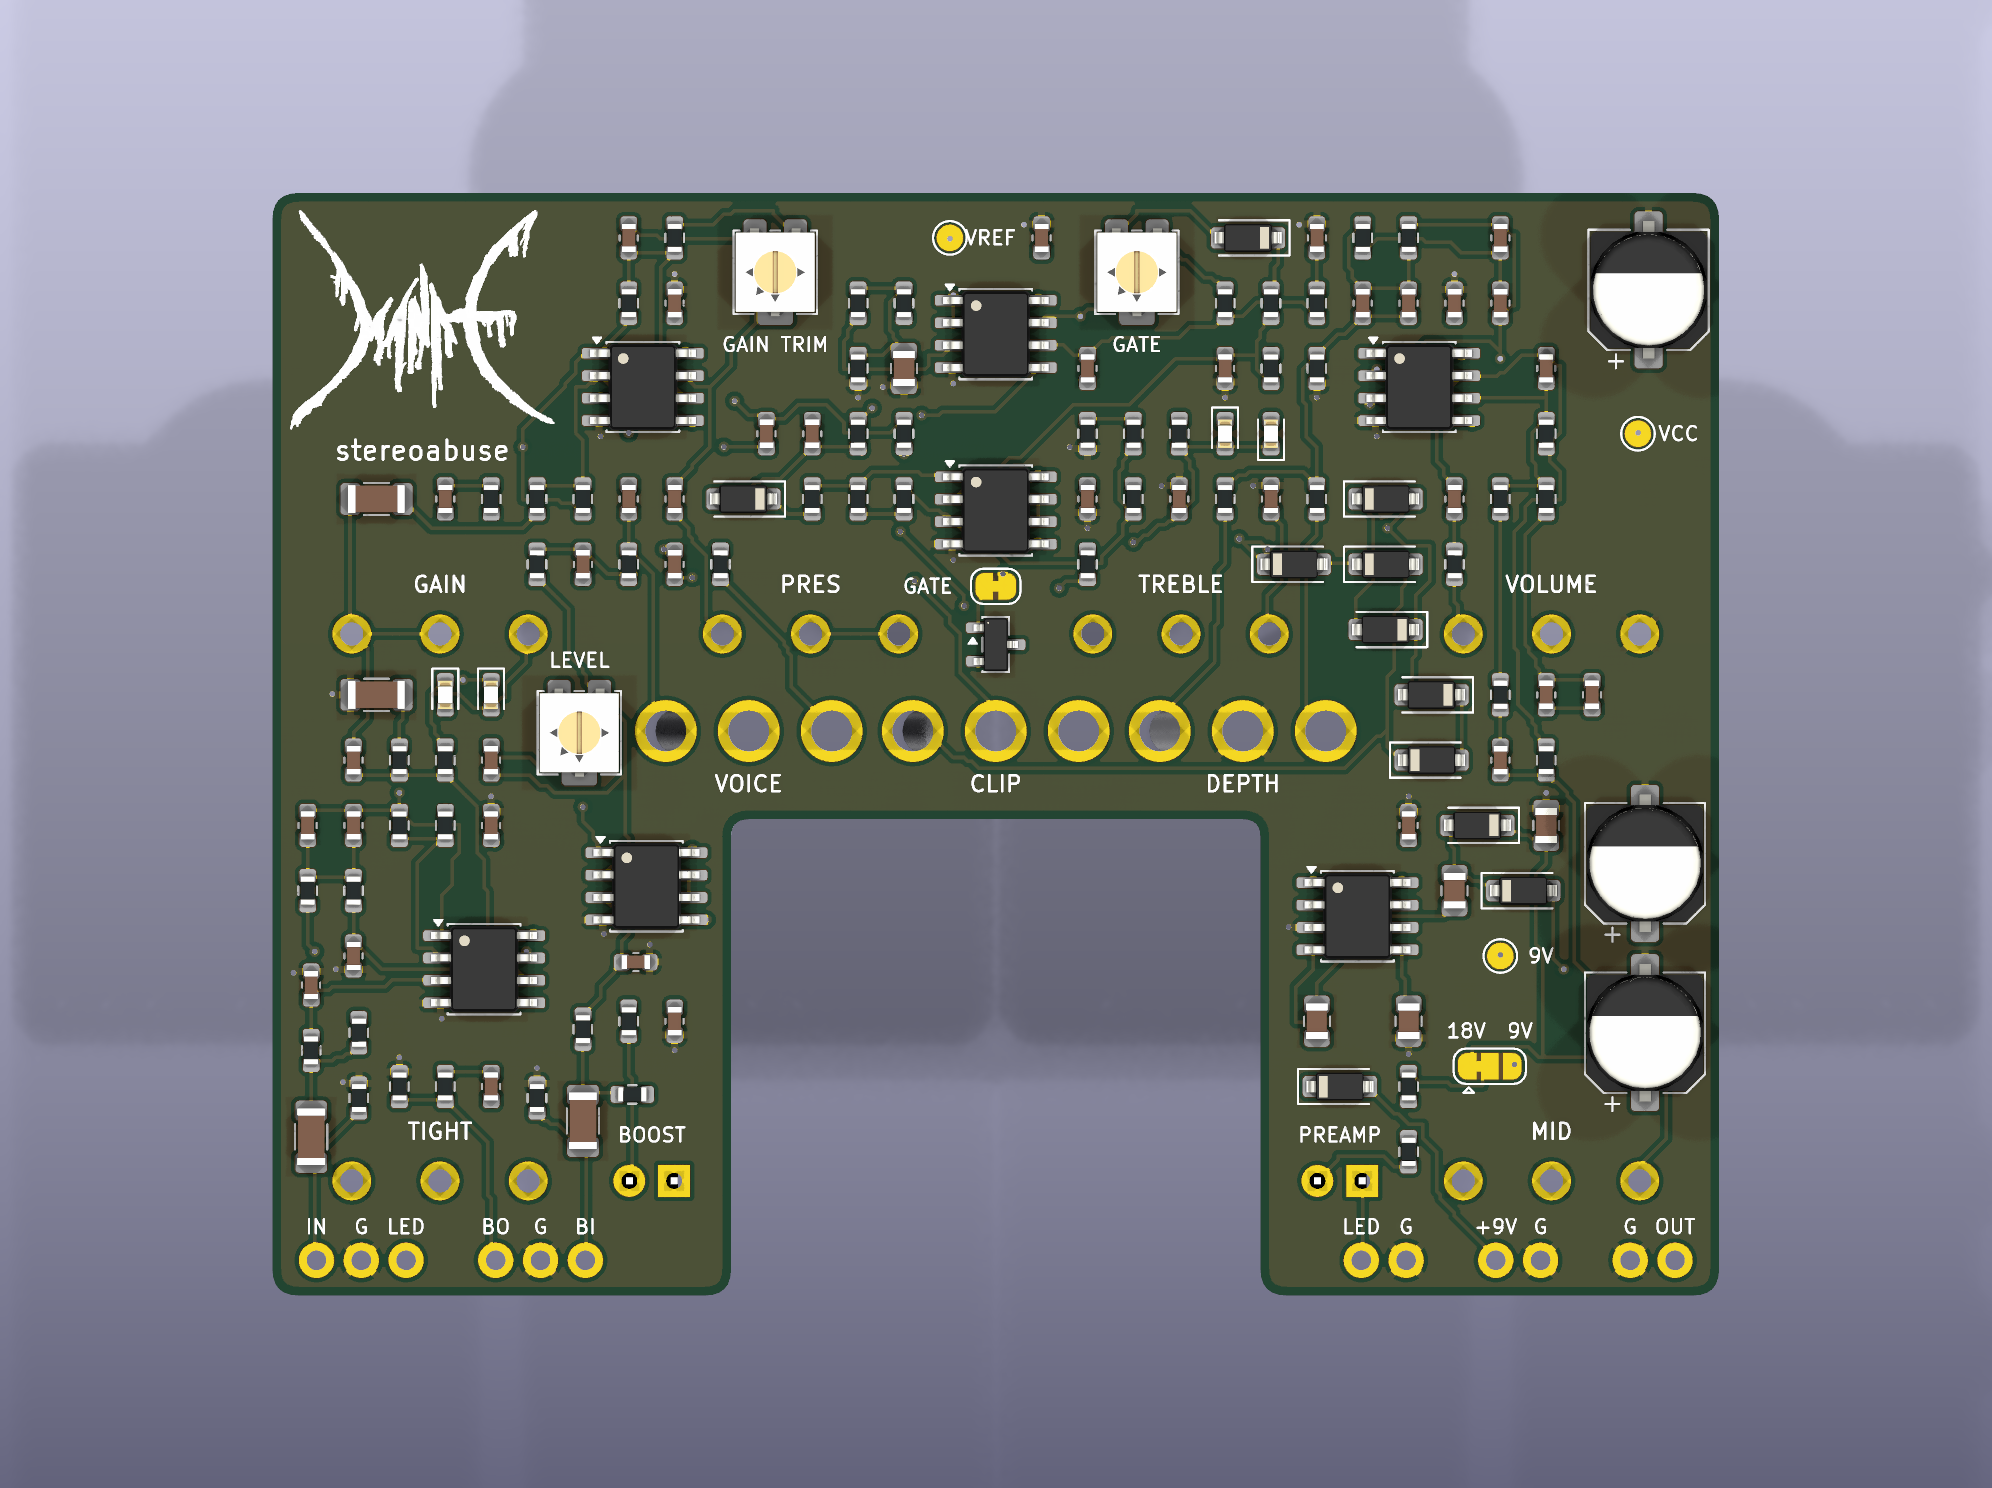 VREF
GAIN TRIM
GATE
+
VCC
stereoabuse
GAIN
PRES
GATE
TREBLE
VOLUME
LEVEL
VOICE
CLIP
DEPTH
+
9V
18V 9V
+
TIGHT
BOOST
PREAMP
MID
IN G LED BO G BI
LED G +9V G G OUT